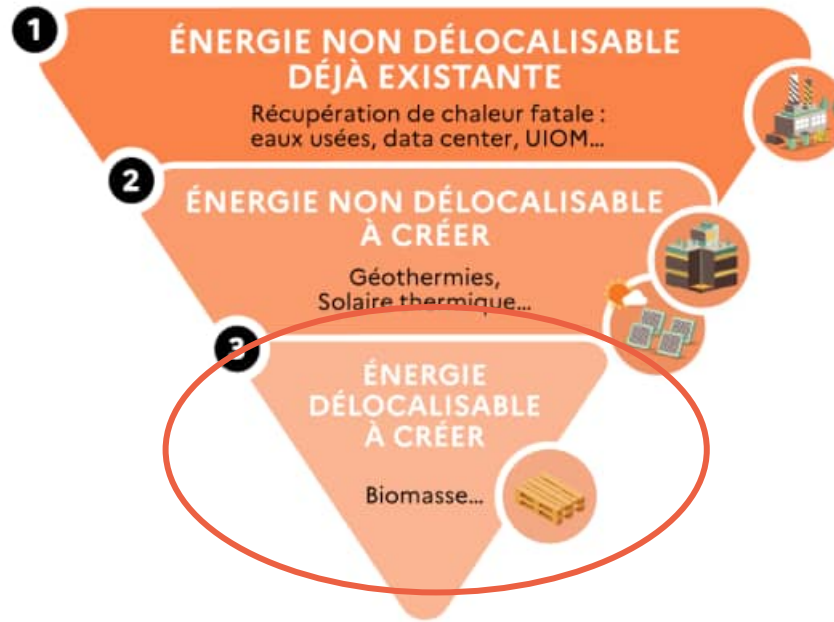 1
ÉNERGIE NON DÉLOCALISABLE
DÉJÀ EXISTANTE
Récupération de chaleur fatale :
eaux usées, data center, UIOM...
2
ÉNERGIE NON DÉLOCALISABLE
À CRÉER
Géothermies,
Solaire thermique...
3
ÉNERGIE
DÉLOCALISABLE
À CRÉER
Biomasse...